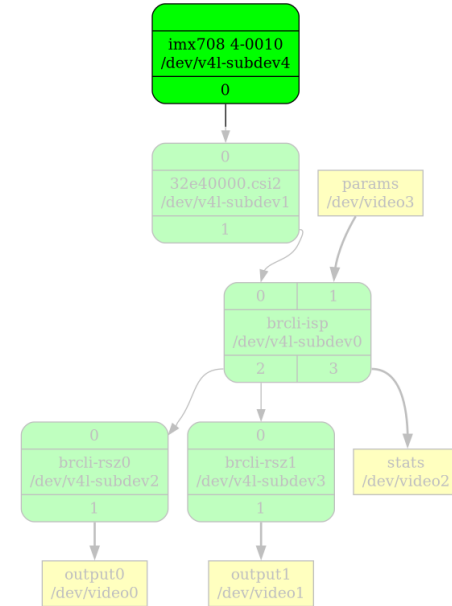 imx708 4-0010
/dev/v4l-subdev4
0
0
32e40000.csi2
/dev/v4l-subdev1
1
params
/dev/video3
0 1
brcli-isp
/dev/v4l-subdev0
2 3
0
brcli-rsz0
/dev/v4l-subdev2
1
0
brcli-rsz1
/dev/v4l-subdev3
1
stats
/dev/video2
output0
/dev/video0
output1
/dev/video1